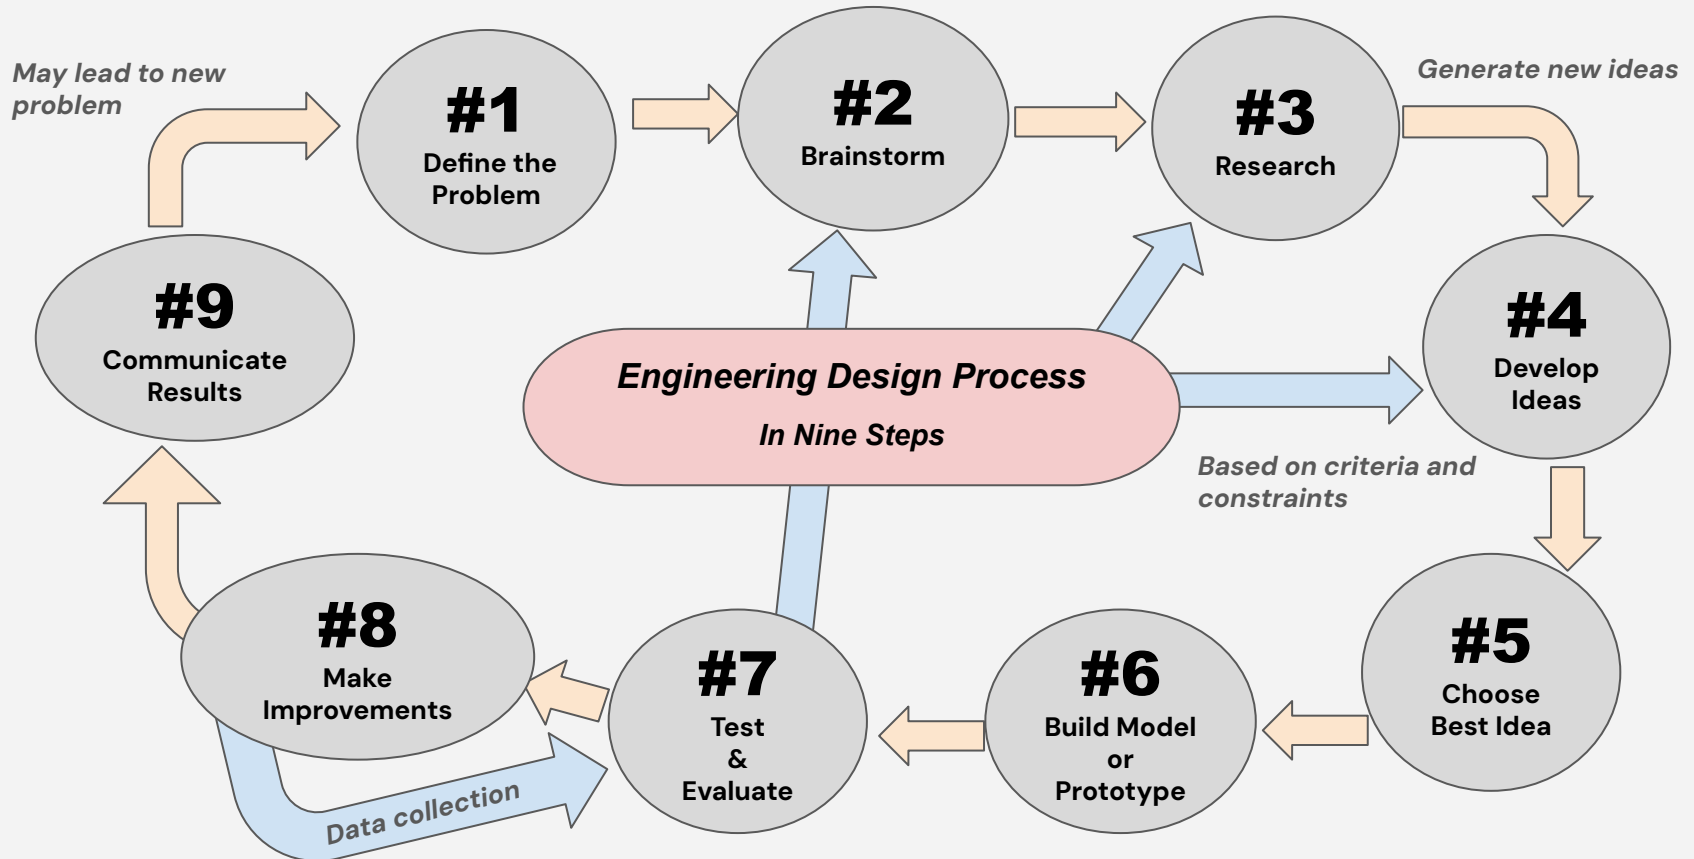 May lead to new
problem
#1
Define the
Problem
#2
Brainstorm
#3
Research
Generate new ideas
#9
Communicate
Results
Engineering Design Process
In Nine Steps
#4
Develop
Ideas
Based on criteria and
constraints
#8
Make
Improvements
#7
Test
&
Evaluate
#6
Build Model
or
Prototype
#5
Choose
Best Idea
Data collection